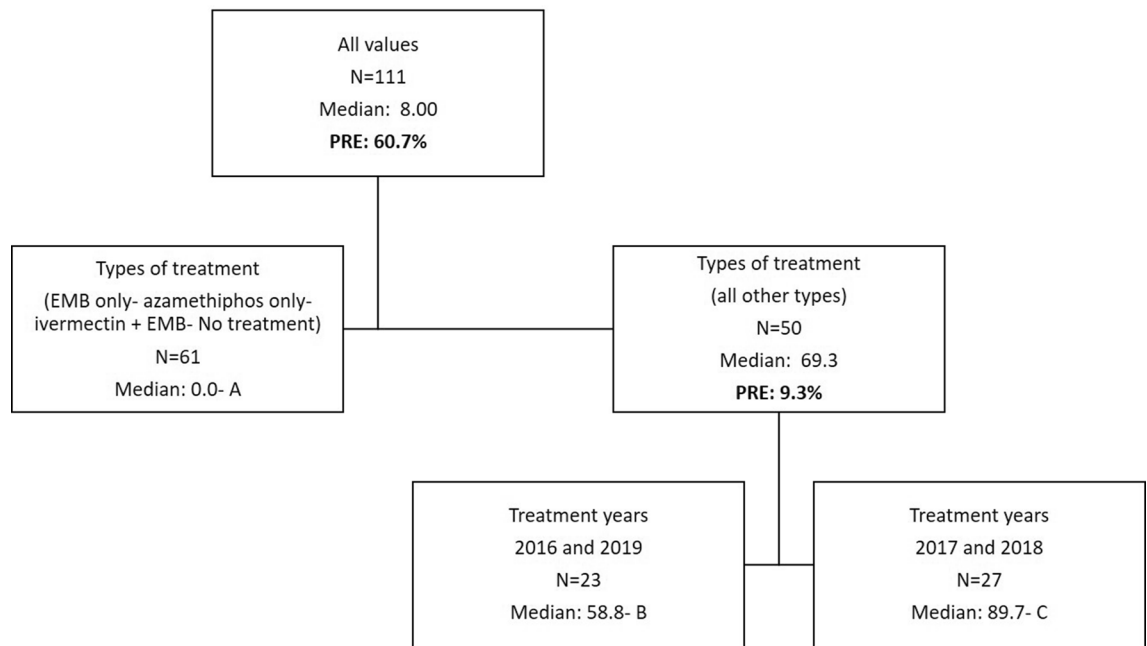 All values
N=111
Median:  8.00
PRE: 60.7%
Types of treatment
(EMB only- azamethiphos only-
ivermectin + EMB- No treatment)
N=61
Median: 0.0- A
Types of treatment
(all other types)
N=50
Median:  69.3
PRE: 9.3%
Treatment years
2016 and 2019
N=23
Median: 58.8- B
Treatment years
2017 and 2018
N=27
Median: 89.7- C